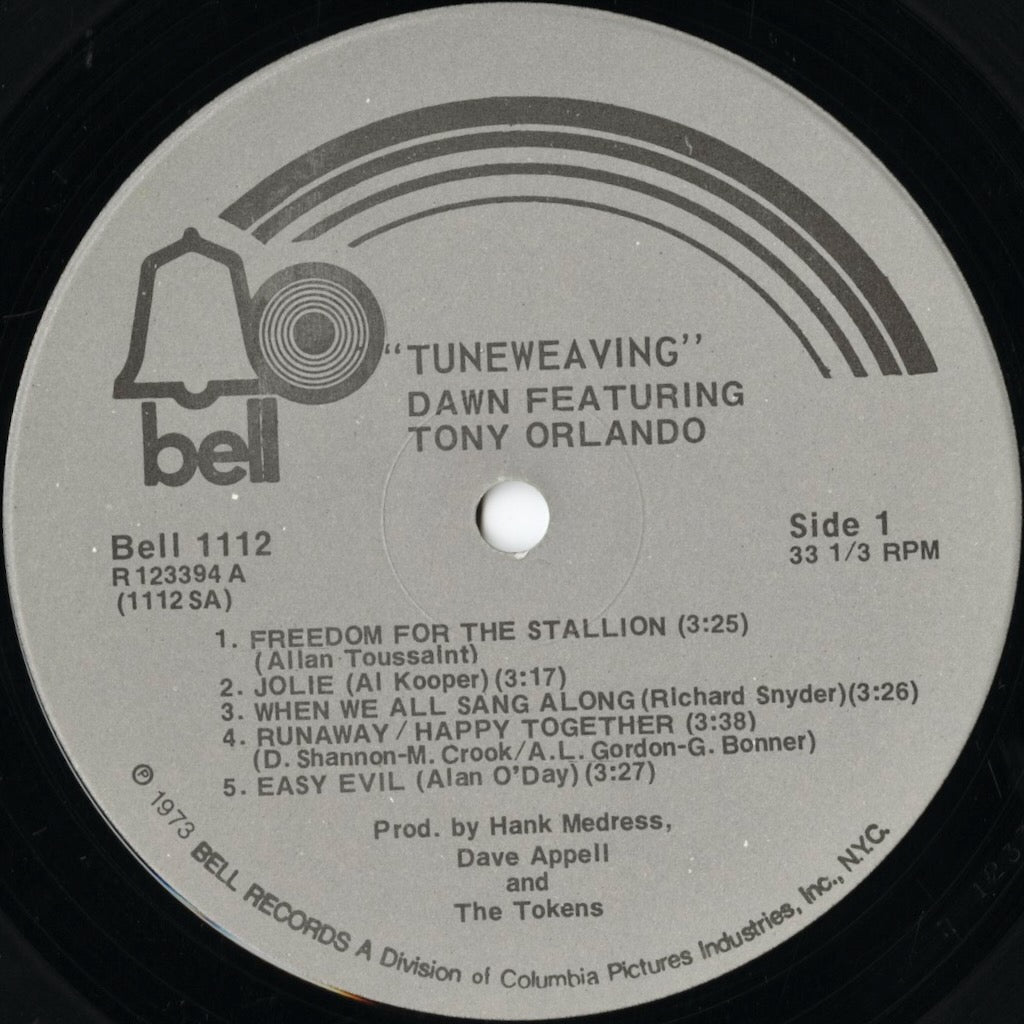 bell
"TUNEWEAVING"
DAWN FEATURING
TONY ORLANDO
Bell 1112
R 123394 A
(1112 SA)
Side 1
33 1/3 RPM
1. FREEDOM FOR THE STALLION (3:25)
(Allan Toussaint)
2. JOLIE (Al Kooper) (3:17)
3. WHEN WE ALL SANG ALONG (Richard Snyder) (3:26)
4. RUNAWAY / HAPPY TOGETHER (3:38)
(D. Shannon-M. Crook/A.L. Gordon-G. Bonner)
5. EASY EVIL (Alan O'Day) (3:27)
Prod. by Hank Medress,
Dave Appell
and
The Tokens
℗ 1973 BELL RECORDS A Division of Columbia Pictures Industries, Inc., N.Y.C.